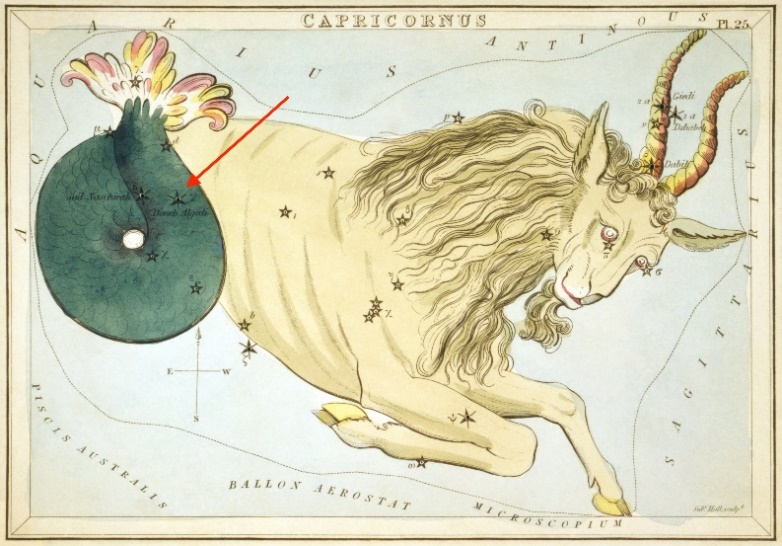 CAPRICORNUS
Pl. 25.
AQUARIUS
ANTINOUS
Giedi
Dabih
Deneb Algedi
E W
S
SAGITTARIUS
PISCIS AUSTRALIS
BALLON AEROSTAT
MICROSCOPIUM